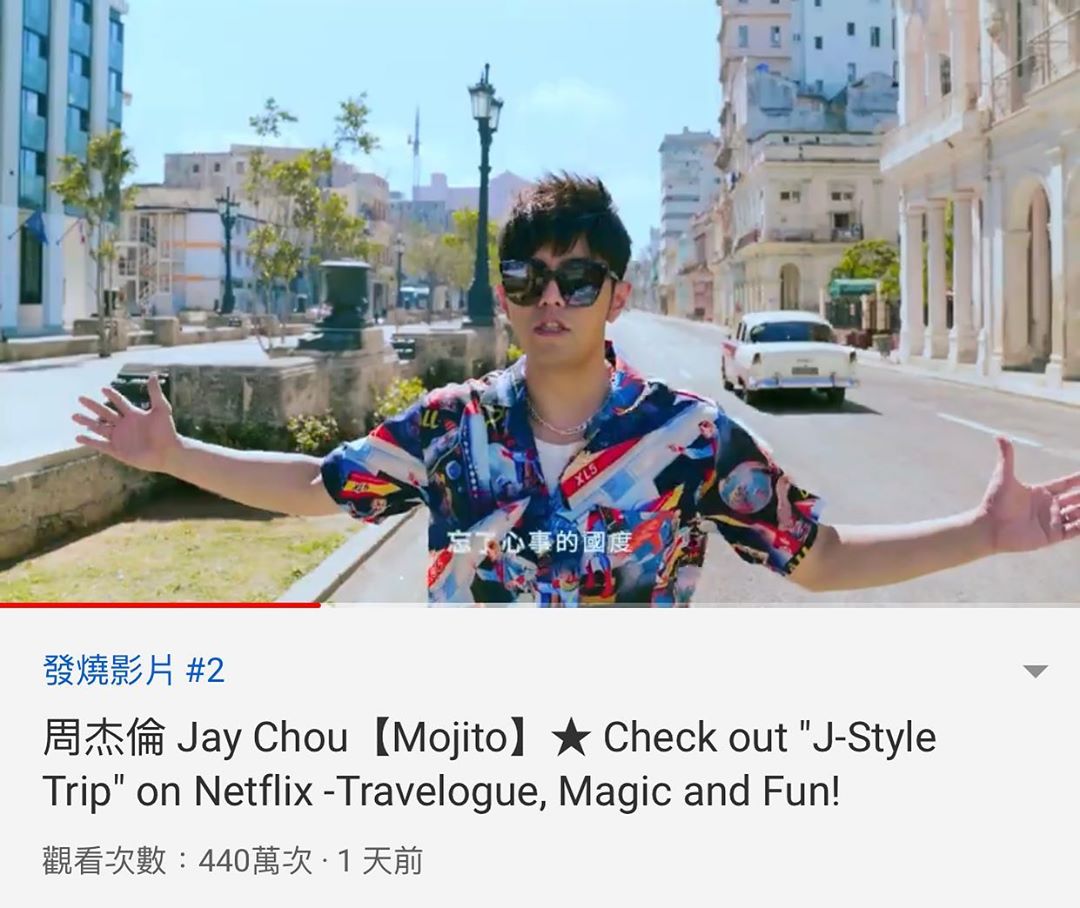 XL5
忘了心事的國度
發燒影片 #2
周杰倫 Jay Chou【Mojito】★ Check out "J-Style
Trip" on Netflix -Travelogue, Magic and Fun!
觀看次數：440萬次 · 1 天前